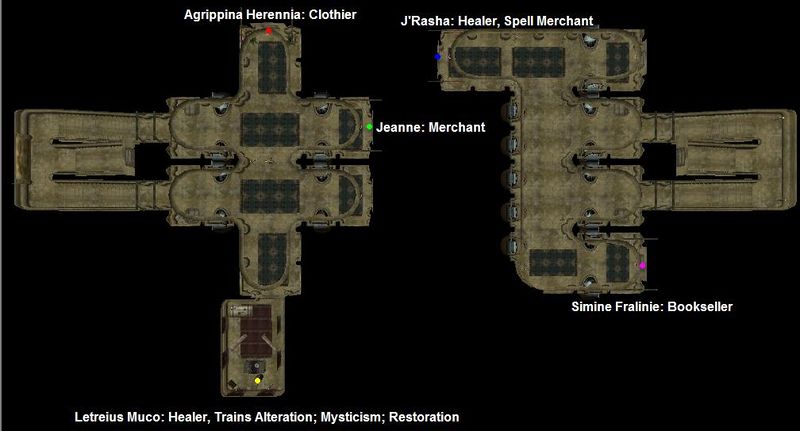 Agrippina Herennia: Clothier
J'Rasha: Healer, Spell Merchant
Jeanne: Merchant
Simine Fralinie: Bookseller
Letreius Muco: Healer, Trains Alteration; Mysticism; Restoration